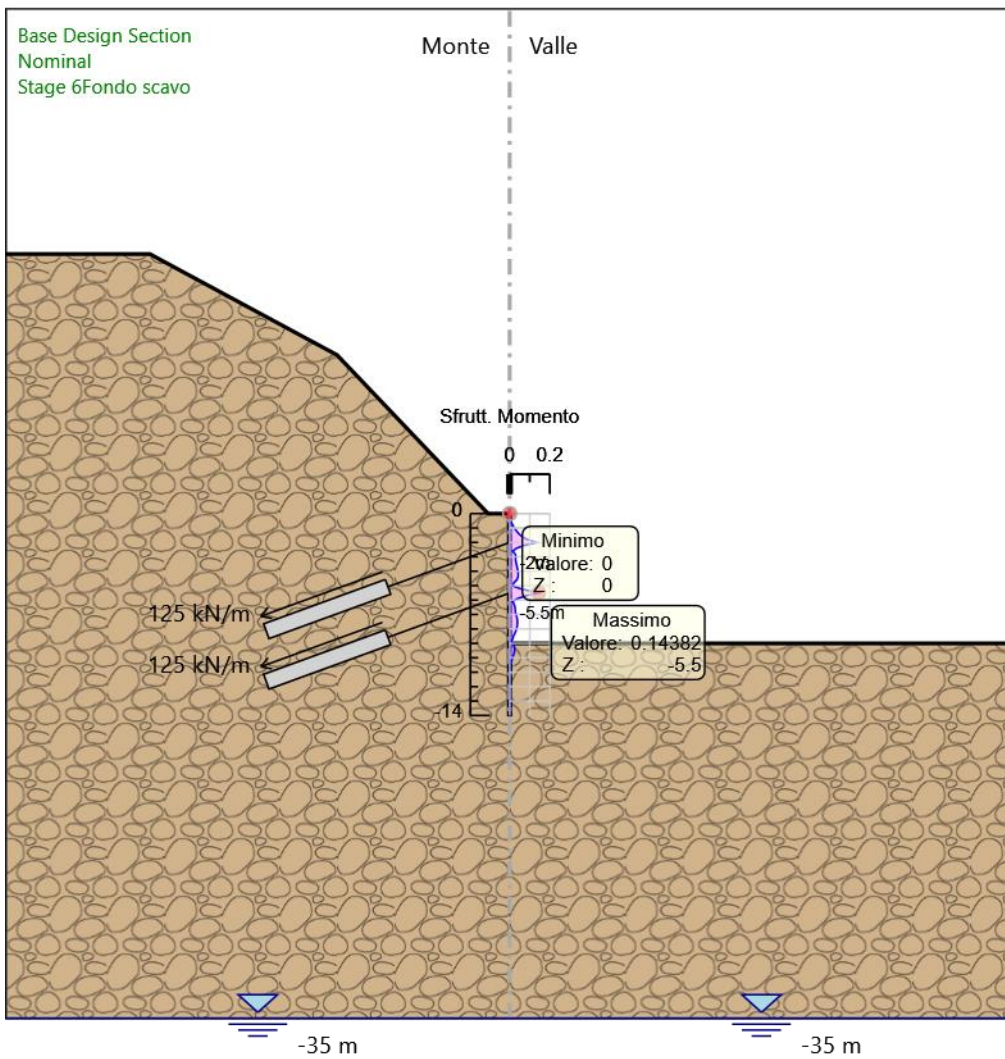 Base Design Section
Nominal
Stage 6Fondo scavo
Monte
Valle
Sfrutt. Momento
0 0.2
0
Minimo
Valore: 0
Z : 0
-2m
125 kN/m
-5.5m
Massimo
Valore: 0.14382
Z : -5.5
125 kN/m
-14
-35 m
-35 m